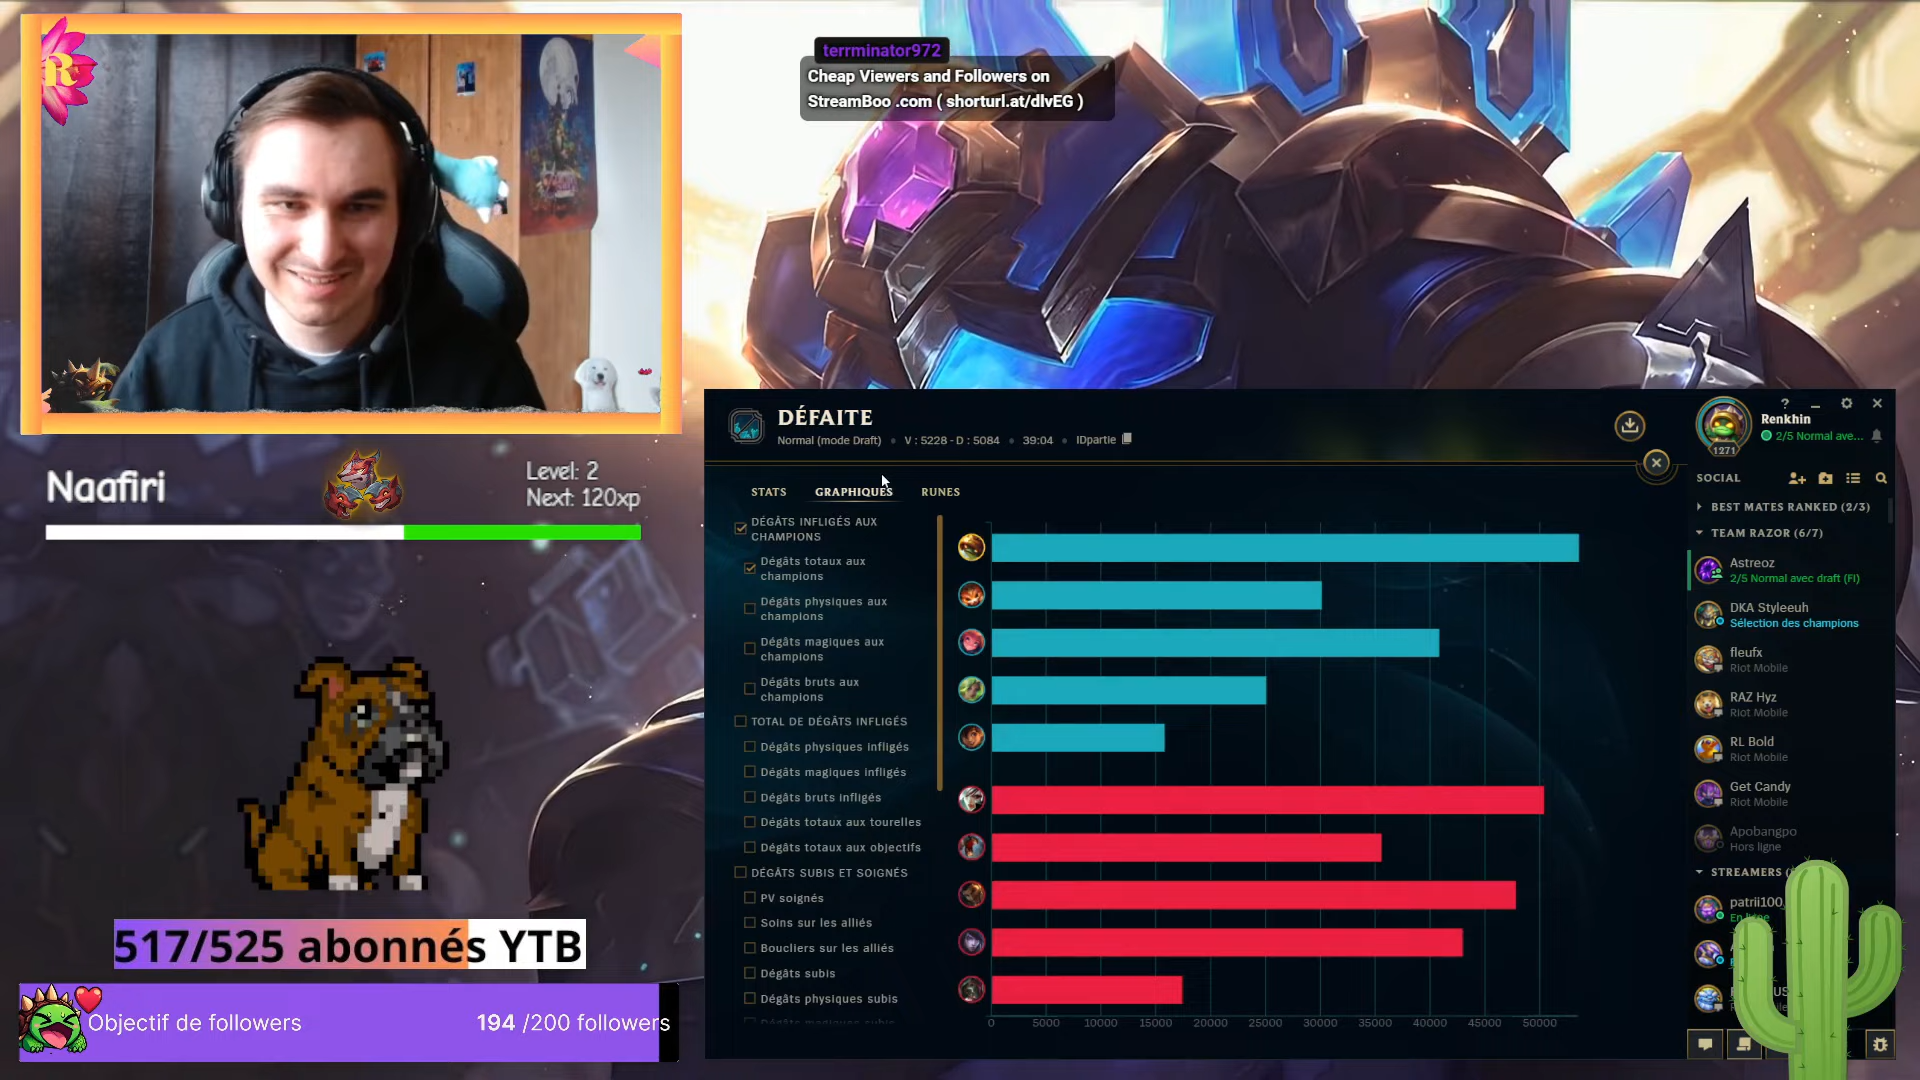 R
terrminator972
Cheap Viewers and Followers on
StreamBoo .com ( shorturl.at/dlvEG )
Naafiri
Level: 2
Next: 120xp
517/525 abonnés YTB
Objectif de followers
194 /200 followers
DÉFAITE
Normal (mode Draft) • V : 5228 - D : 5084 • 39:04 • IDpartie
STATS
GRAPHIQUES
RUNES
DÉGÂTS INFLIGÉS AUX
CHAMPIONS
Dégâts totaux aux
champions
Dégâts physiques aux
champions
Dégâts magiques aux
champions
Dégâts bruts aux
champions
TOTAL DE DÉGÂTS INFLIGÉS
Dégâts physiques infligés
Dégâts magiques infligés
Dégâts bruts infligés
Dégâts totaux aux tourelles
Dégâts totaux aux objectifs
DÉGÂTS SUBIS ET SOIGNÉS
PV soignés
Soins sur les alliés
Boucliers sur les alliés
Dégâts subis
Dégâts physiques subis
Dégâts magiques subis
0 5000 10000 15000 20000 25000 30000 35000 40000 45000 50000
?
Renkhin
2/5 Normal ave...
1271
SOCIAL
BEST MATES RANKED (2/3)
TEAM RAZOR (6/7)
Astreoz
2/5 Normal avec draft (FI)
DKA Styleeuh
Sélection des champions
fleufx
Riot Mobile
RAZ Hyz
Riot Mobile
RL Bold
Riot Mobile
Get Candy
Riot Mobile
Apobangpo
Hors ligne
STREAMERS (
patrii100